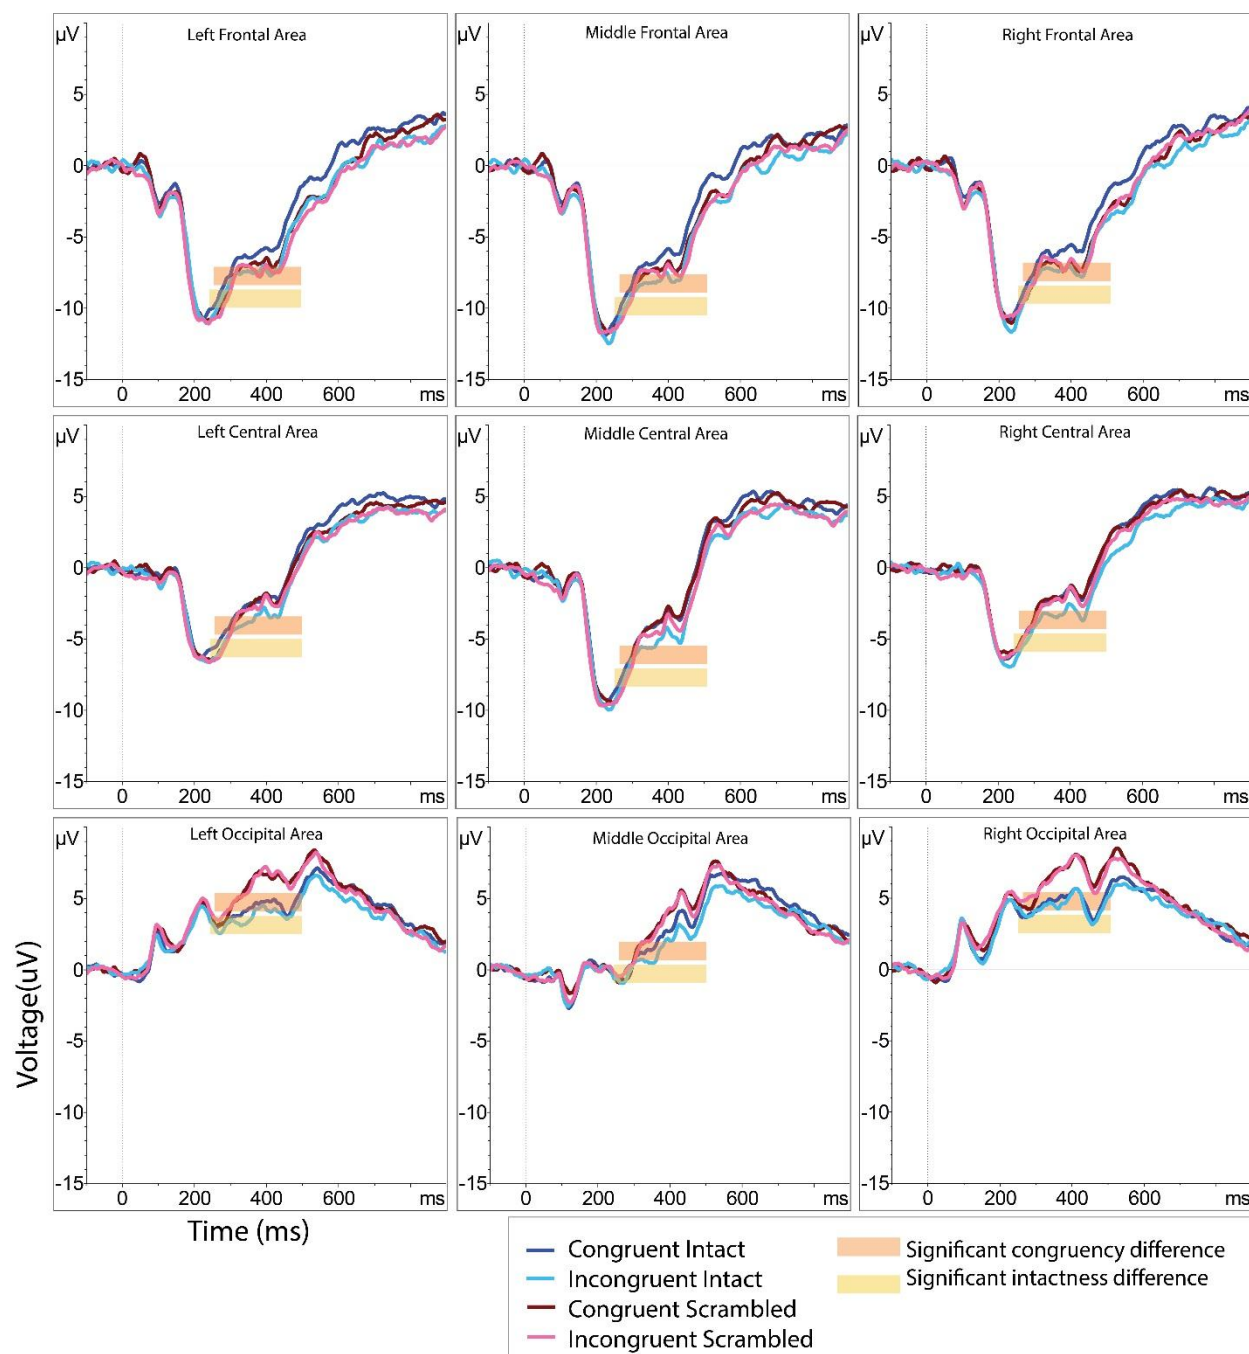 µV Left Frontal Area
5
0
-5
-10
-15
0 200 400 600 ms
µV Middle Frontal Area
5
0
-5
-10
-15
0 200 400 600 ms
µV Right Frontal Area
5
0
-5
-10
-15
0 200 400 600 ms
µV Left Central Area
5
0
-5
-10
-15
0 200 400 600 ms
µV Middle Central Area
5
0
-5
-10
-15
0 200 400 600 ms
µV Right Central Area
5
0
-5
-10
-15
0 200 400 600 ms
µV Left Occipital Area
5
0
-5
-10
-15
0 200 400 600 ms
µV Middle Occipital Area
5
0
-5
-10
-15
0 200 400 600 ms
µV Right Occipital Area
5
0
-5
-10
-15
0 200 400 600 ms
Voltage(uV)
Time (ms)
Congruent Intact
Incongruent Intact
Congruent Scrambled
Incongruent Scrambled
Significant congruency difference
Significant intactness difference